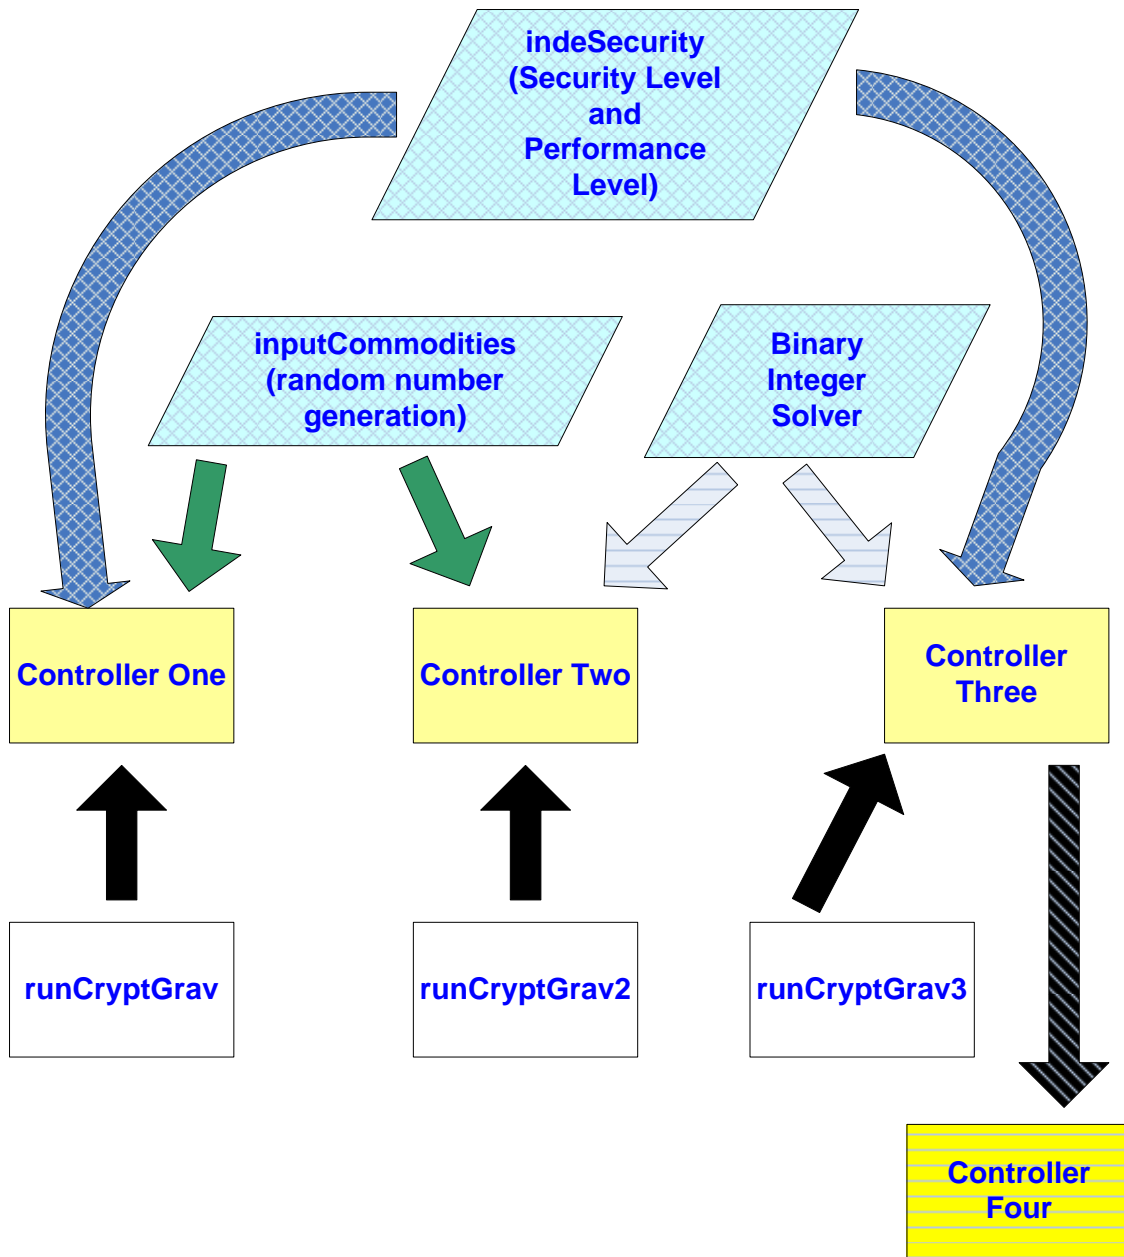 indeSecurity
(Security Level
and
Performance
Level)
inputCommodities
(random number
generation)
Binary
Integer
Solver
Controller One
Controller Two
Controller
Three
runCryptGrav
runCryptGrav2
runCryptGrav3
Controller
Four